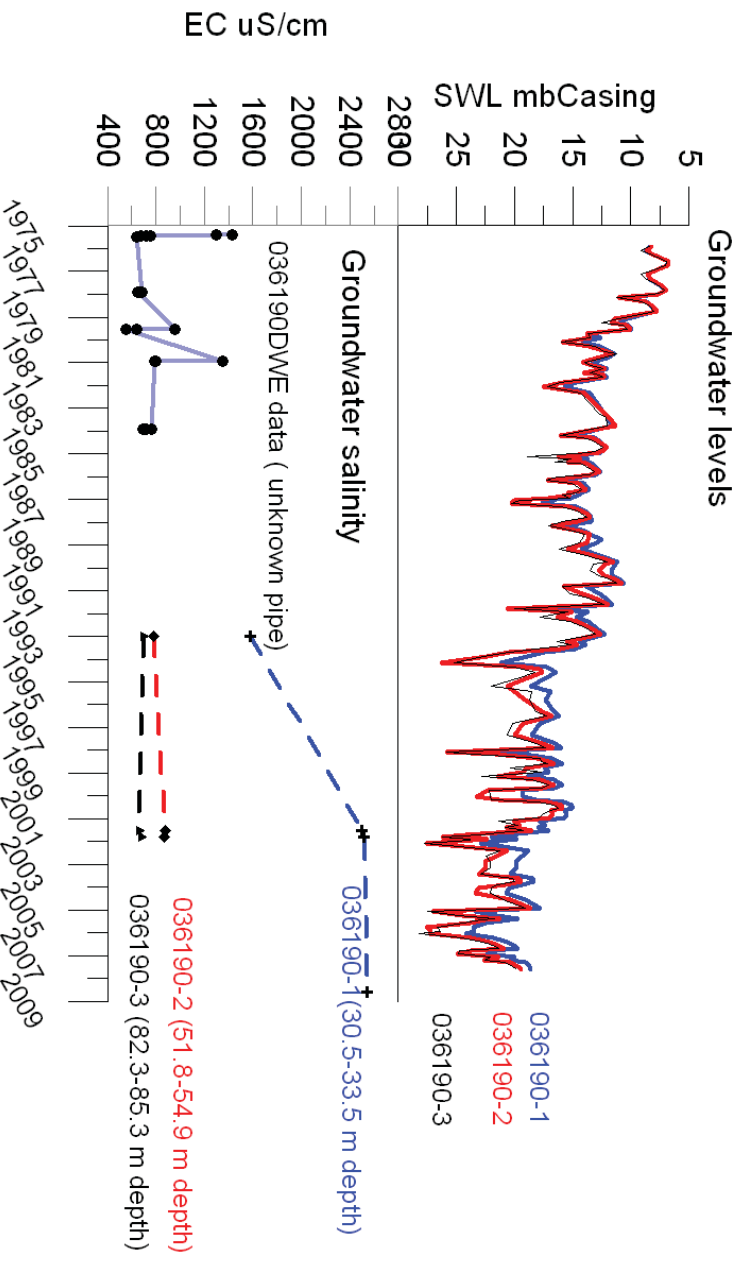 Groundwater levels
SWL mbCasing
5
10
15
20
25
30
036190-1
036190-2
036190-3
Groundwater salinity
EC uS/cm
2800
2400
2000
1600
1200
800
400
036190DWE data ( unknown pipe)
036190-1(30.5-33.5 m depth)
036190-2 (51.8-54.9 m depth)
036190-3 (82.3-85.3 m depth)
1975 1977 1979 1981 1983 1985 1987 1989 1991 1993 1995 1997 1999 2001 2003 2005 2007 2009